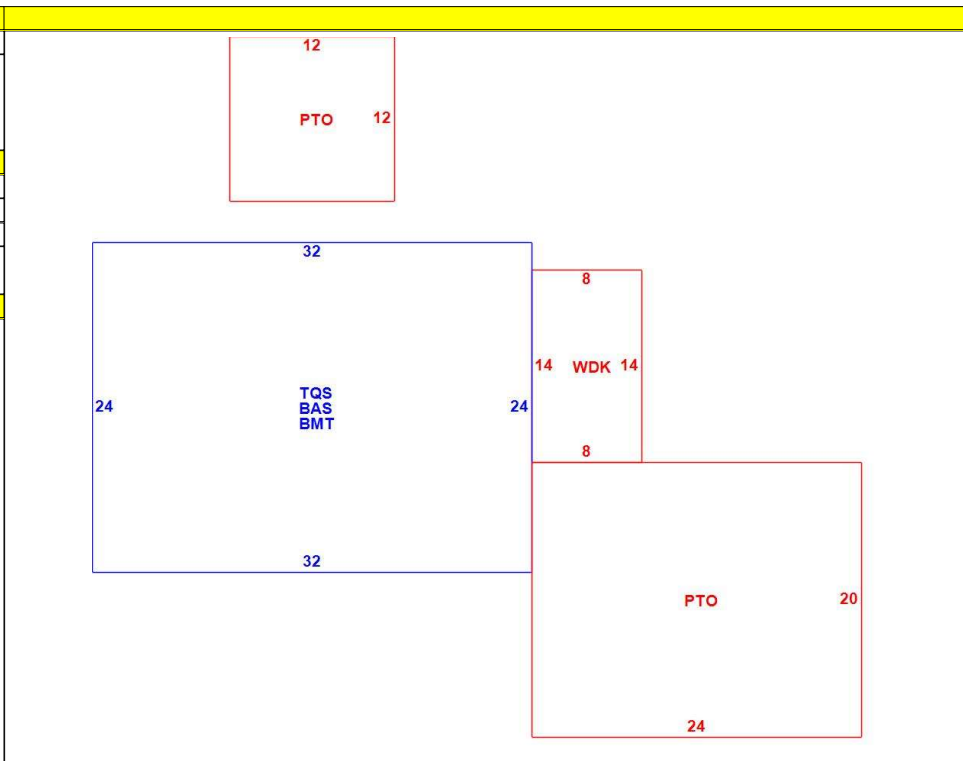 12
PTO 12
32
8
14 WDK 14
24 TQS 24
BAS
BMT
8
32
PTO 20
24